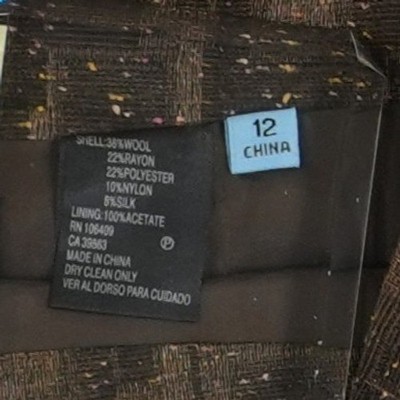 SHELL:38%WOOL
22%RAYON
22%POLYESTER
10%NYLON
8%SILK
LINING:100%ACETATE
RN 106409
CA 39883 Ⓟ
MADE IN CHINA
DRY CLEAN ONLY
VER AL DORSO PARA CUIDADO
12
CHINA